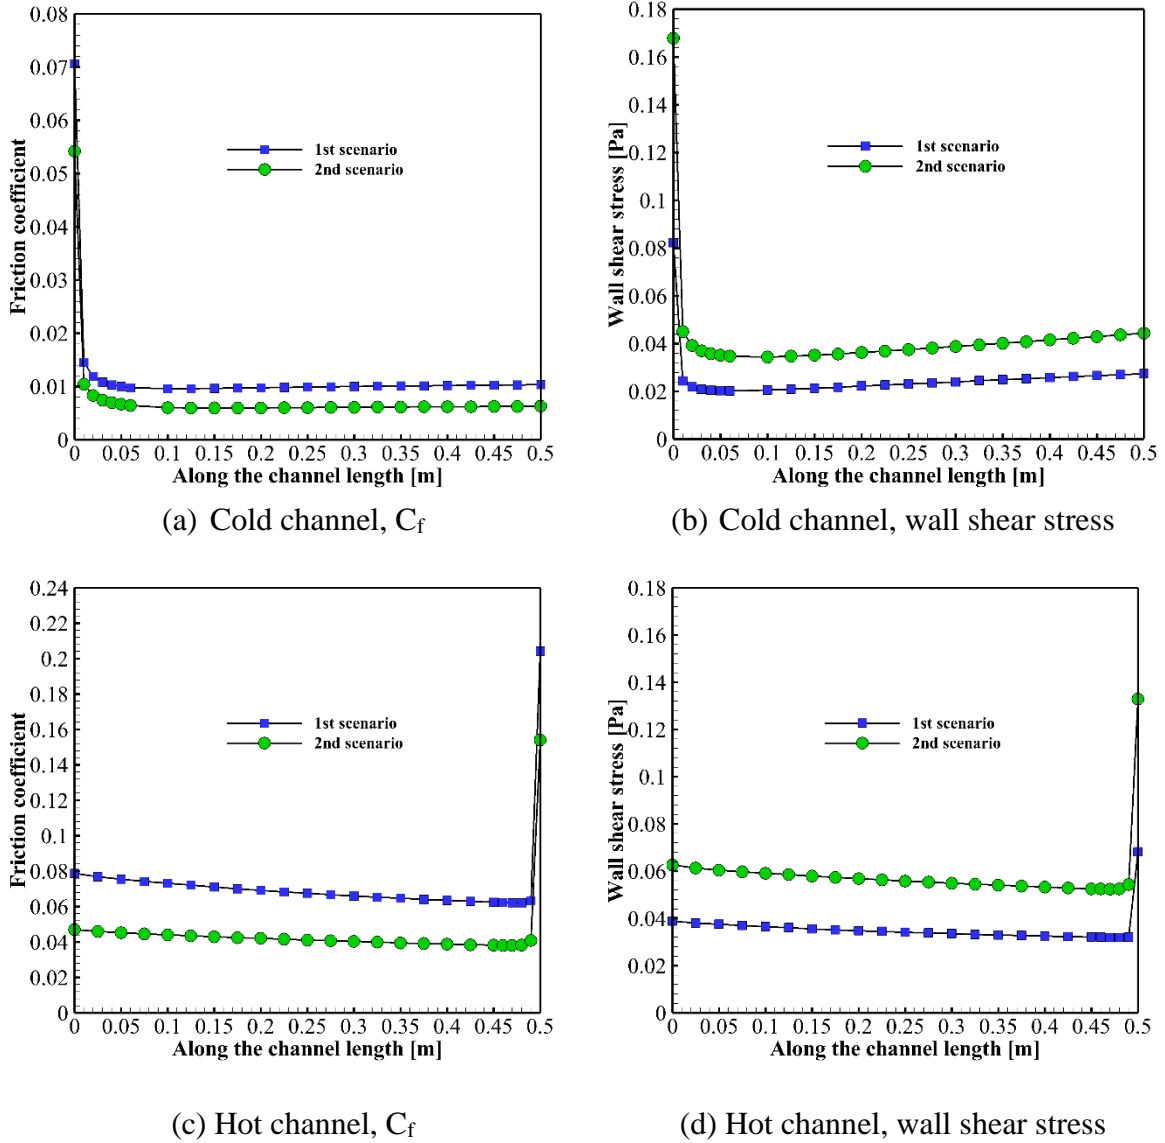 0.08
0.07
0.06
0.05
0.04
0.03
0.02
0.01
0
Friction coefficient
1st scenario
2nd scenario
0 0.05 0.1 0.15 0.2 0.25 0.3 0.35 0.4 0.45 0.5
Along the channel length [m]
(a) Cold channel, Cf
0.18
0.16
0.14
0.12
0.1
0.08
0.06
0.04
0.02
0
Wall shear stress [Pa]
1st scenario
2nd scenario
0 0.05 0.1 0.15 0.2 0.25 0.3 0.35 0.4 0.45 0.5
Along the channel length [m]
(b) Cold channel, wall shear stress
0.24
0.22
0.2
0.18
0.16
0.14
0.12
0.1
0.08
0.06
0.04
0.02
0
Friction coefficient
1st scenario
2nd scenario
0 0.05 0.1 0.15 0.2 0.25 0.3 0.35 0.4 0.45 0.5
Along the channel length [m]
(c) Hot channel, Cf
0.18
0.16
0.14
0.12
0.1
0.08
0.06
0.04
0.02
0
Wall shear stress [Pa]
1st scenario
2nd scenario
0 0.05 0.1 0.15 0.2 0.25 0.3 0.35 0.4 0.45 0.5
Along the channel length [m]
(d) Hot channel, wall shear stress